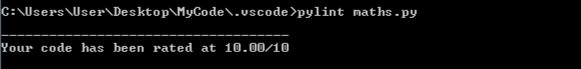 C:\Users\User\Desktop\MyCode\.vscode>pylint maths.py
------------------------------------
Your code has been rated at 10.00/10